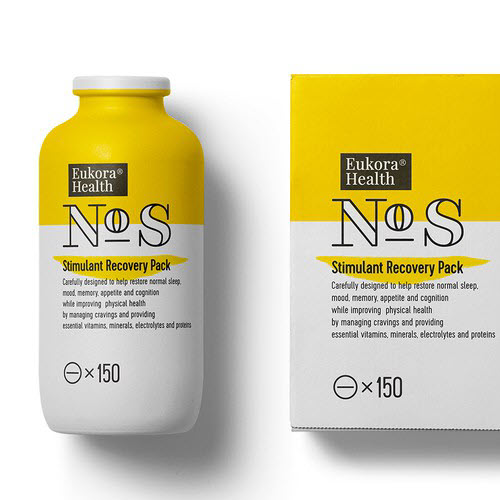 Eukora®
Health
NoS
Stimulant Recovery Pack
Carefully designed to help restore normal sleep,
mood, memory, appetite and cognition
while improving physical health
by managing cravings and providing
essential vitamins, minerals, electrolytes and proteins
×150
Eukora®
Health
NoS
Stimulant Recovery Pack
Carefully designed to help restore normal sleep,
mood, memory, appetite and cognition
while improving physical health
by managing cravings and providing
essential vitamins, minerals, electrolytes and proteins
×150